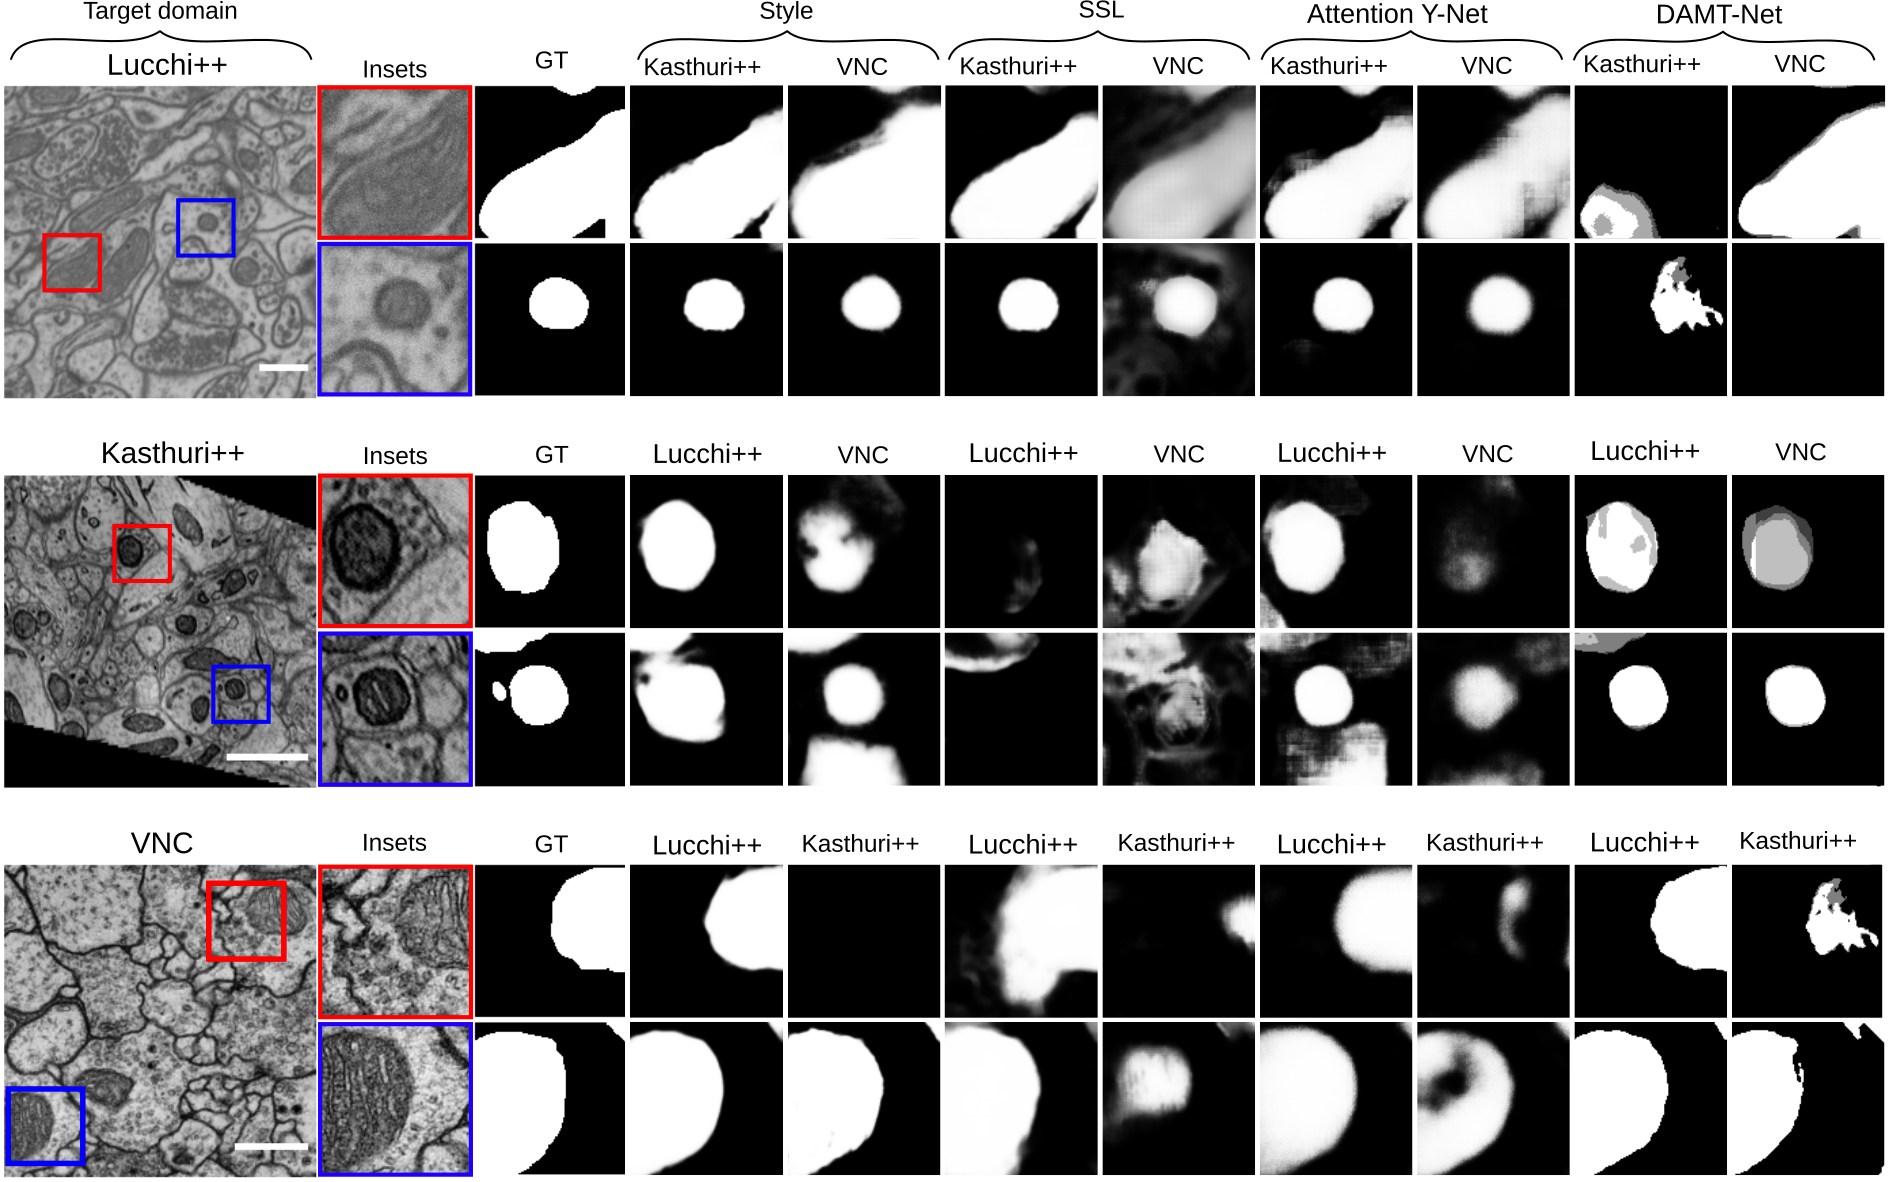 Target domain Style SSL Attention Y-Net DAMT-Net
Lucchi++ Insets GT Kasthuri++ VNC Kasthuri++ VNC Kasthuri++ VNC Kasthuri++ VNC
Kasthuri++ Insets GT Lucchi++ VNC Lucchi++ VNC Lucchi++ VNC Lucchi++ VNC
VNC Insets GT Lucchi++ Kasthuri++ Lucchi++ Kasthuri++ Lucchi++ Kasthuri++ Lucchi++ Kasthuri++